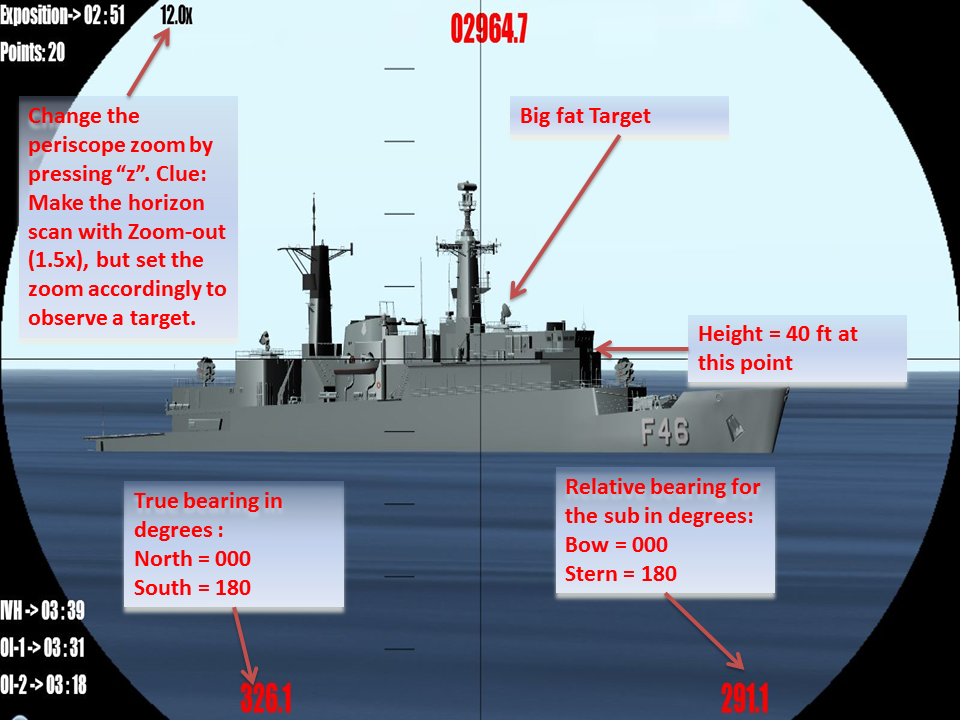 Exposition-> 02 : 51
12.0x
02964.7
Points: 20
Change the
periscope zoom by
pressing “z”. Clue:
Make the horizon
scan with Zoom-out
(1.5x), but set the
zoom accordingly to
observe a target.
Big fat Target
Height = 40 ft at
this point
F46
True bearing in
degrees :
North = 000
South = 180
Relative bearing for
the sub in degrees:
Bow = 000
Stern = 180
IVH -> 03 : 39
OI-1 -> 03 : 31
OI-2 -> 03 : 18
326.1
291.1